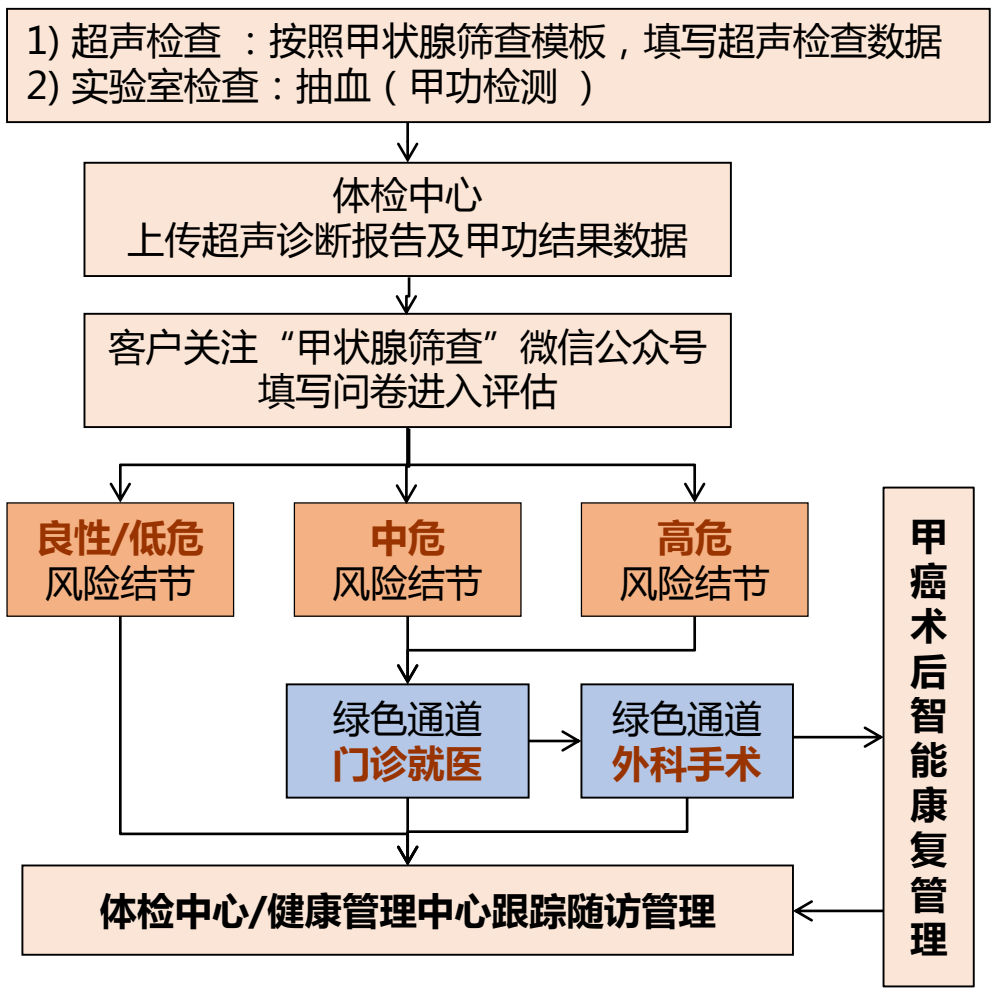 1) 超声检查 ：按照甲状腺筛查模板，填写超声检查数据
2) 实验室检查：抽血（甲功检测 ）
体检中心
上传超声诊断报告及甲功结果数据
客户关注“甲状腺筛查”微信公众号
填写问卷进入评估
良性/低危
风险结节
中危
风险结节
高危
风险结节
绿色通道
门诊就医
绿色通道
外科手术
甲癌术后智能康复管理
体检中心/健康管理中心跟踪随访管理